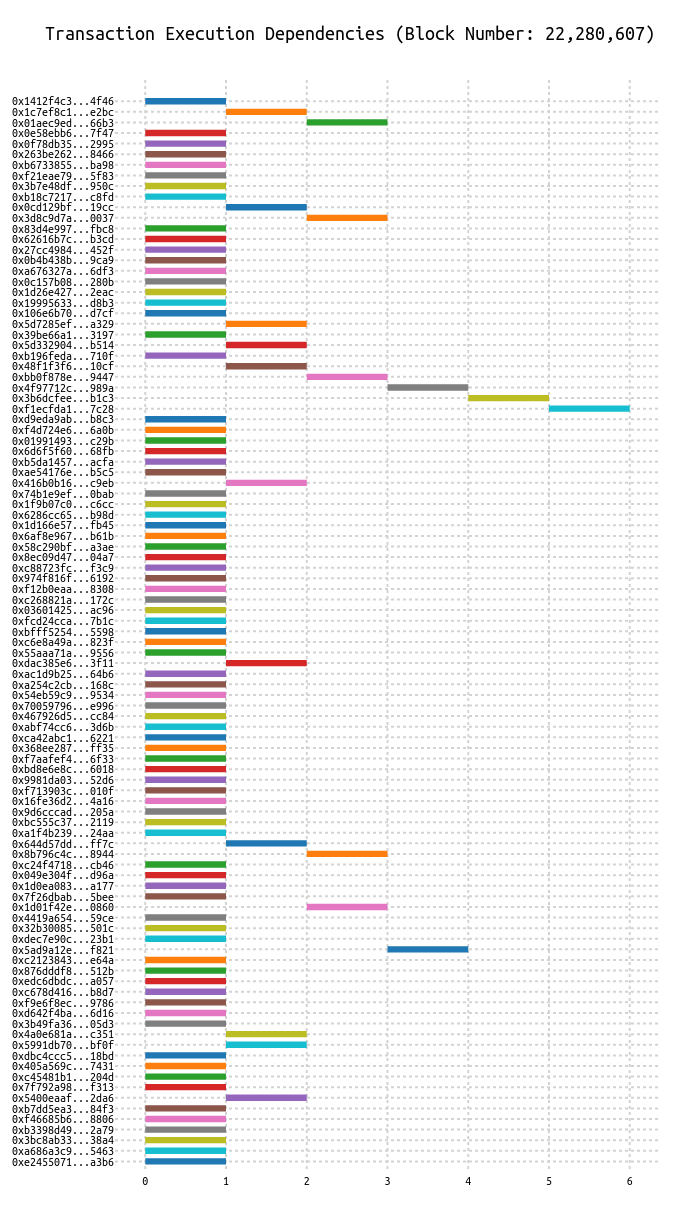 Transaction Execution Dependencies (Block Number: 22,280,607)
0x1412f4c3...4f46
0x1c7ef8c1...e2bc
0x01aec9ed...66b3
0x0e58ebb6...7f47
0x0f78db35...2995
0x263be262...8466
0xb6733855...ba98
0xf21eae79...5f83
0x3b7e48df...950c
0xb18c7217...c8fd
0x0cd129bf...19cc
0x3d8c9d7a...0037
0x83d4e997...fbc8
0x62616b7c...b3cd
0x27cc4984...452f
0x0b4b438b...9ca9
0xa676327a...6df3
0x0c157b08...280b
0x1d26e427...2eac
0x19995633...d8b3
0x106e6b70...d7cf
0x5d7285ef...a329
0x39be66a1...3197
0x5d332904...b514
0xb196feda...710f
0x48f1f3f6...10cf
0xbb0f878e...9447
0x4f97712c...989a
0x3b6dcfee...b1c3
0xf1ecfda1...7c28
0xd9eda9ab...b8c3
0xf4d724e6...6a0b
0x01991493...c29b
0x6d6f5f60...68fb
0xb5da1457...acfa
0xae54176e...b5c5
0x416b0b16...c9eb
0x74b1e9ef...0bab
0x1f9b07c0...c6cc
0x6286cc65...b98d
0x1d166e57...fb45
0x6af8e967...b61b
0x58c290bf...a3ae
0x8ec09d47...04a7
0xc88723fc...f3c9
0x974f816f...6192
0xf12b0eaa...8308
0xc268821a...172c
0x03601425...ac96
0xfcd24cca...7b1c
0xbfff5254...5598
0xc6e8a49a...823f
0x55aaa71a...9556
0xdac385e6...3f11
0xac1d9b25...64b6
0xa254c2cb...168c
0x54eb59c9...9534
0x70059796...e996
0x467926d5...cc84
0xabf74cc6...3d6b
0xca42abc1...6221
0x368ee287...ff35
0xf7aafef4...6f33
0xbd8e6e8c...6018
0x9981da03...52d6
0xf713903c...010f
0x16fe36d2...4a16
0x9d6cccad...205a
0xbc555c37...2119
0xa1f4b239...24aa
0x644d57dd...ff7c
0x8b796c4c...8944
0xc24f4718...cb46
0x049e304f...d96a
0x1d0ea083...a177
0x7f26dbab...5bee
0x1d01f42e...0860
0x4419a654...59ce
0x32b30085...501c
0xdec7e90c...23b1
0x5ad9a12e...f821
0xc2123843...e64a
0x876dddf8...512b
0xedc6dbdc...a057
0xc678d416...b8d7
0xf9e6f8ec...9786
0xd642f4ba...6d16
0x3b49fa36...05d3
0x4a0e681a...c351
0x5991db70...bf0f
0xdbc4ccc5...18bd
0x405a569c...7431
0xc45481b1...204d
0x7f792a98...f313
0x5400eaaf...2da6
0xb7dd5ea3...84f3
0xf46685b6...8806
0xb3398d49...2a79
0x3bc8ab33...38a4
0xa686a3c9...5463
0xe2455071...a3b6
0 1 2 3 4 5 6